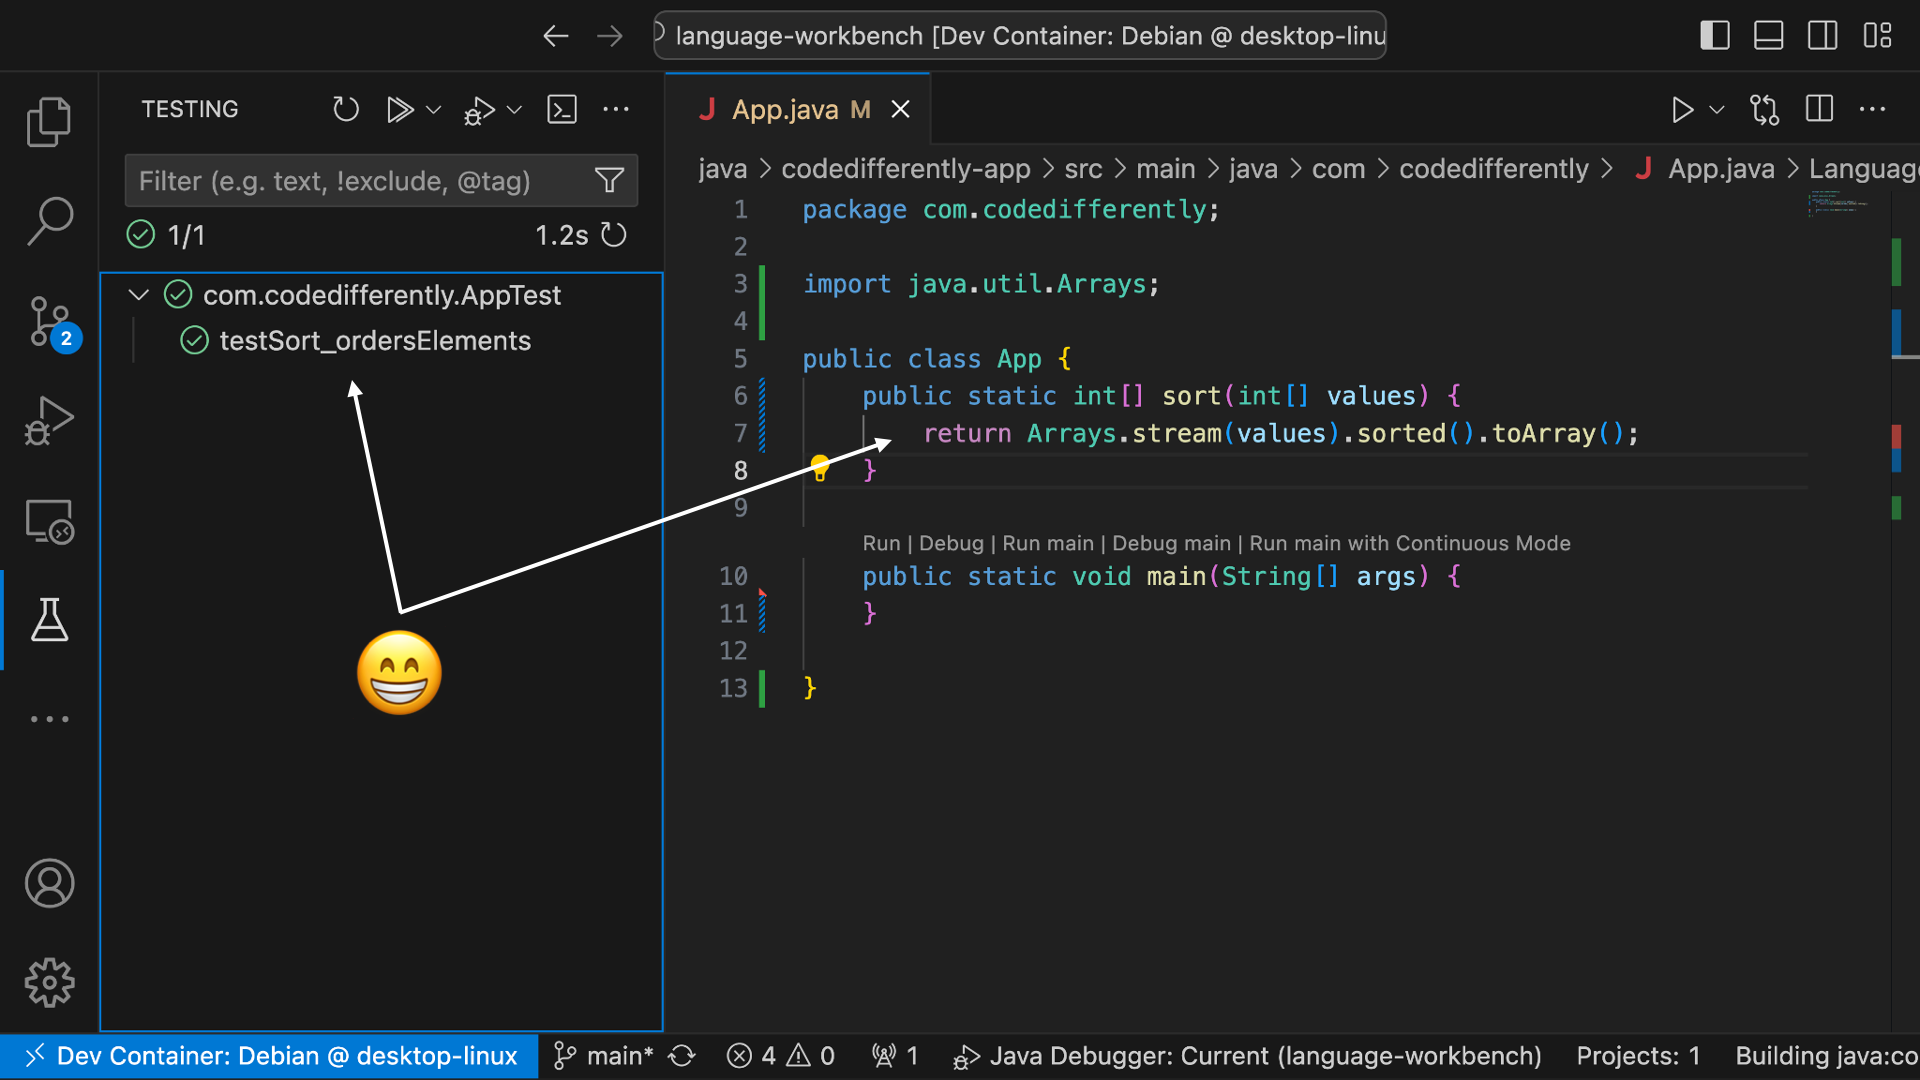 language-workbench [Dev Container: Debian @ desktop-linu
TESTING
Filter (e.g. text, !exclude, @tag)
1/1 1.2s
com.codedifferently.AppTest
testSort_ordersElements
2
App.java M
java > codedifferently-app > src > main > java > com > codedifferently > App.java > Language
1 package com.codedifferently;
2
3 import java.util.Arrays;
4
5 public class App {
6 public static int[] sort(int[] values) {
7 return Arrays.stream(values).sorted().toArray();
8 }
9
Run | Debug | Run main | Debug main | Run main with Continuous Mode
10 public static void main(String[] args) {
11 }
12
13 }
Dev Container: Debian @ desktop-linux main* 4 0 1 Java Debugger: Current (language-workbench) Projects: 1 Building java:co